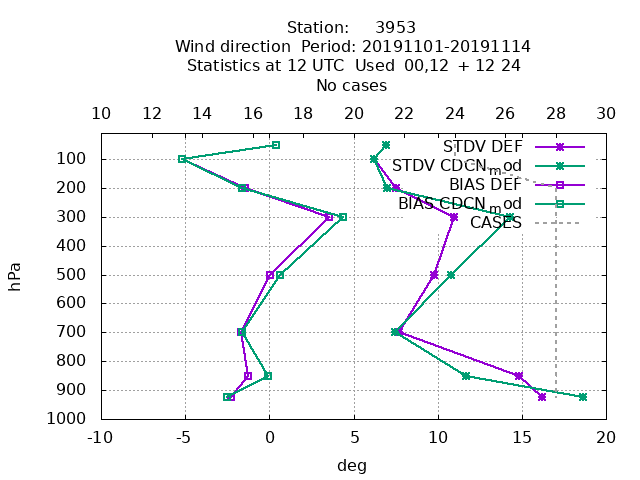 Station:     3953
Wind direction  Period: 20191101-20191114
Statistics at 12 UTC  Used  00,12  + 12 24
No cases
10 12 14 16 18 20 22 24 26 28 30
STDV DEF
100
STDV CDCN_mod
BIAS DEF
200
BIAS CDCN_mod
300
CASES
400
hPa
500
600
700
800
900
1000
-10 -5 0 5 10 15 20
deg